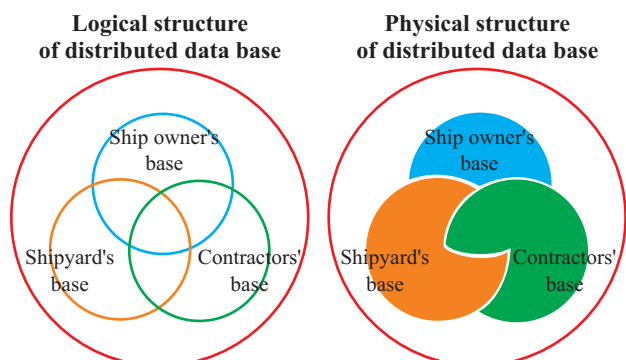 Logical structure
of distributed data base
Physical structure
of distributed data base
Ship owner's
base
Shipyard's
base
Contractors'
base
Ship owner's
base
Shipyard's
base
Contractors'
base